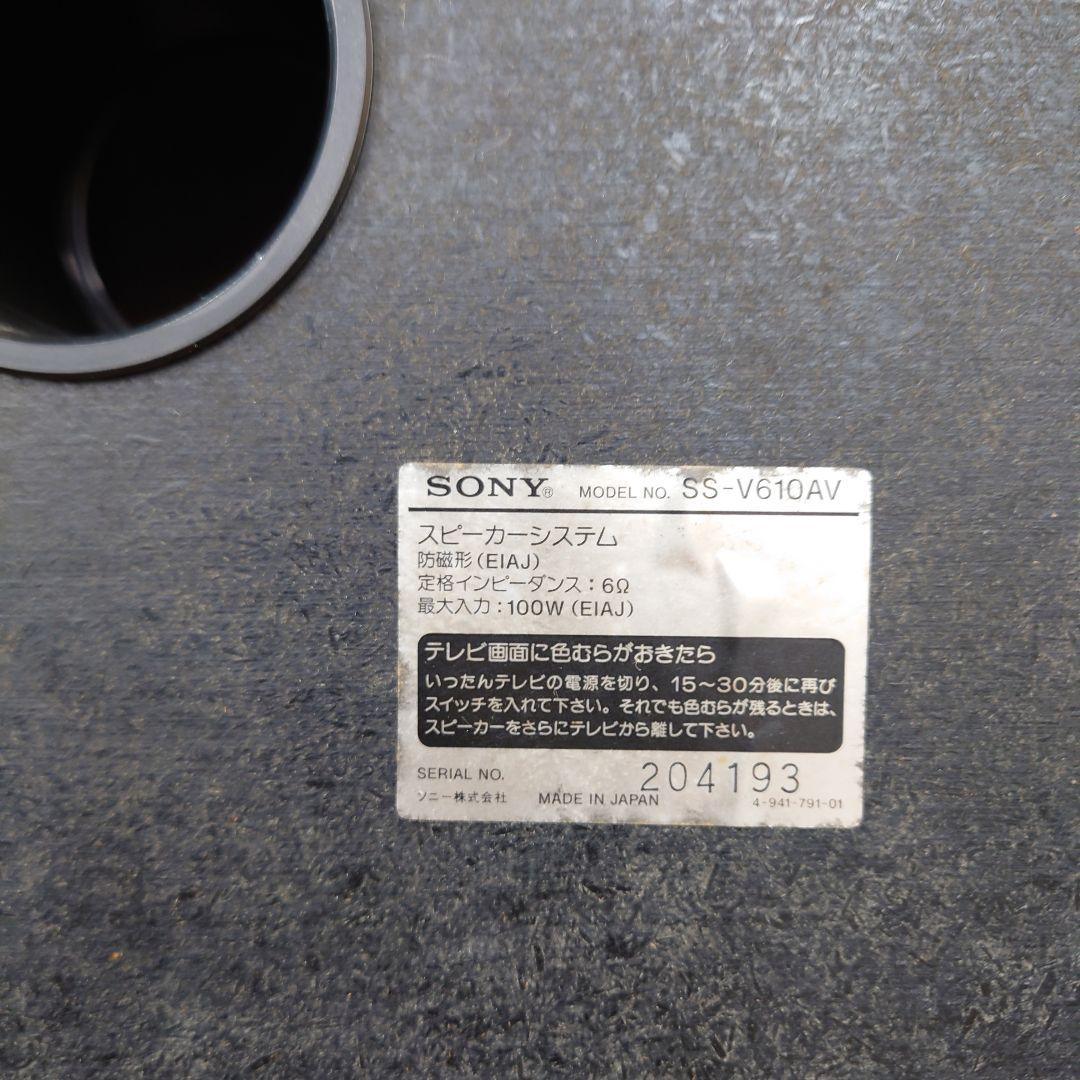 SONY® MODEL NO. SS-V610AV
スピーカーシステム
防磁形(EIAJ)
定格インピーダンス：6Ω
最大入力：100W(EIAJ)
テレビ画面に色むらがおきたら
いったんテレビの電源を切り、15〜30分後に再び
スイッチを入れて下さい。それでも色むらが残るときは、
スピーカーをさらにテレビから離して下さい。
SERIAL NO. 204193
ソニー株式会社 MADE IN JAPAN 4-941-791-01